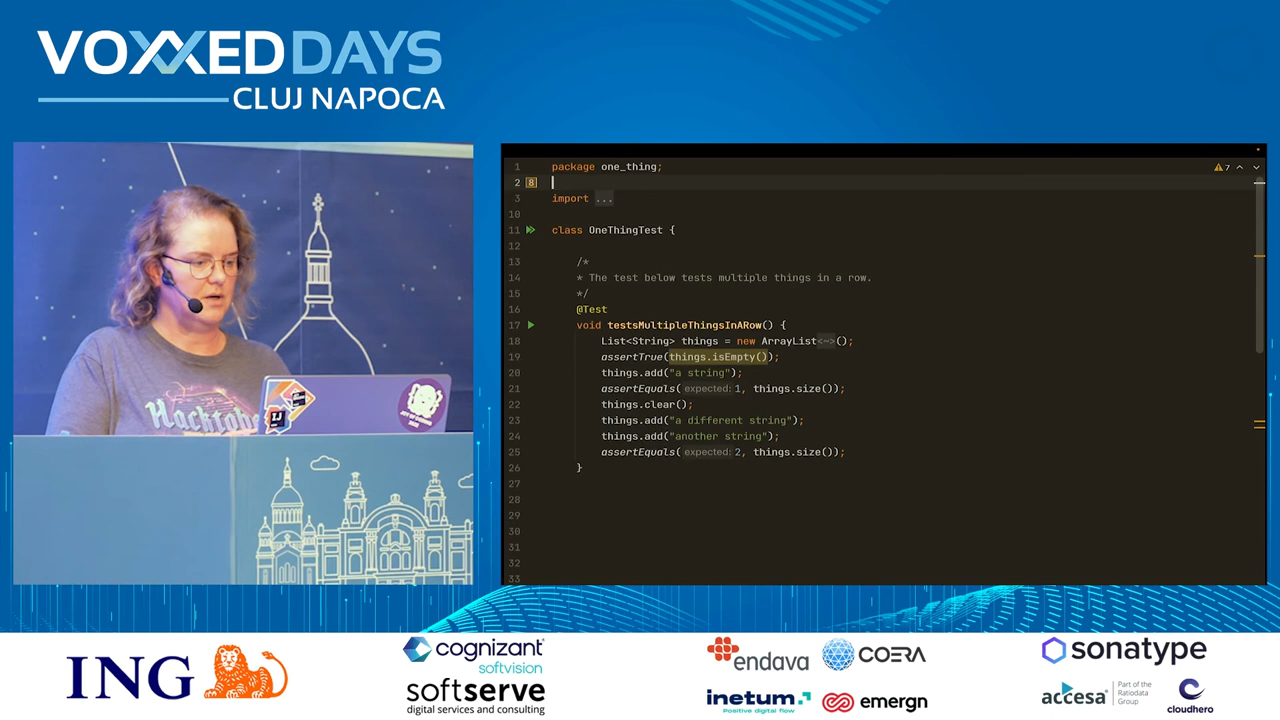 VOXXED DAYS
CLUJ NAPOCA
1 package one_thing;
2
3 import ...
10
11 class OneThingTest {
12
13 /*
14 * The test below tests multiple things in a row.
15 */
16 @Test
17 void testsMultipleThingsInARow() {
18 List<String> things = new ArrayList<~>();
19 assertTrue(things.isEmpty());
20 things.add("a string");
21 assertEquals( expected: 1, things.size());
22 things.clear();
23 things.add("a different string");
24 things.add("another string");
25 assertEquals( expected: 2, things.size());
26 }
27
28
29
30
31
32
33
7
Hacktobe
IJ
ING
cognizant
softvision
softserve
digital services and consulting
endava
COERA
inetum.
Positive digital flow
emergn
sonatype
accesa
Part of the
Ratiodata
Group
cloudhero